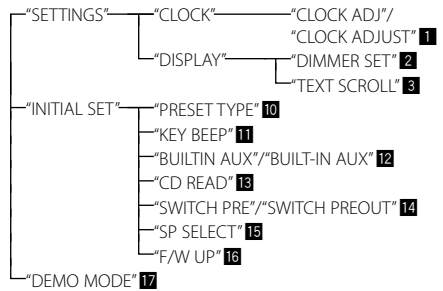 “SETTINGS” “CLOCK” “CLOCK ADJ”/
“CLOCK ADJUST” 1
“DISPLAY” “DIMMER SET” 2
“TEXT SCROLL” 3
“INITIAL SET” “PRESET TYPE” 10
“KEY BEEP” 11
“BUILTIN AUX”/“BUILT-IN AUX” 12
“CD READ” 13
“SWITCH PRE”/“SWITCH PREOUT” 14
“SP SELECT” 15
“F/W UP” 16
“DEMO MODE” 17